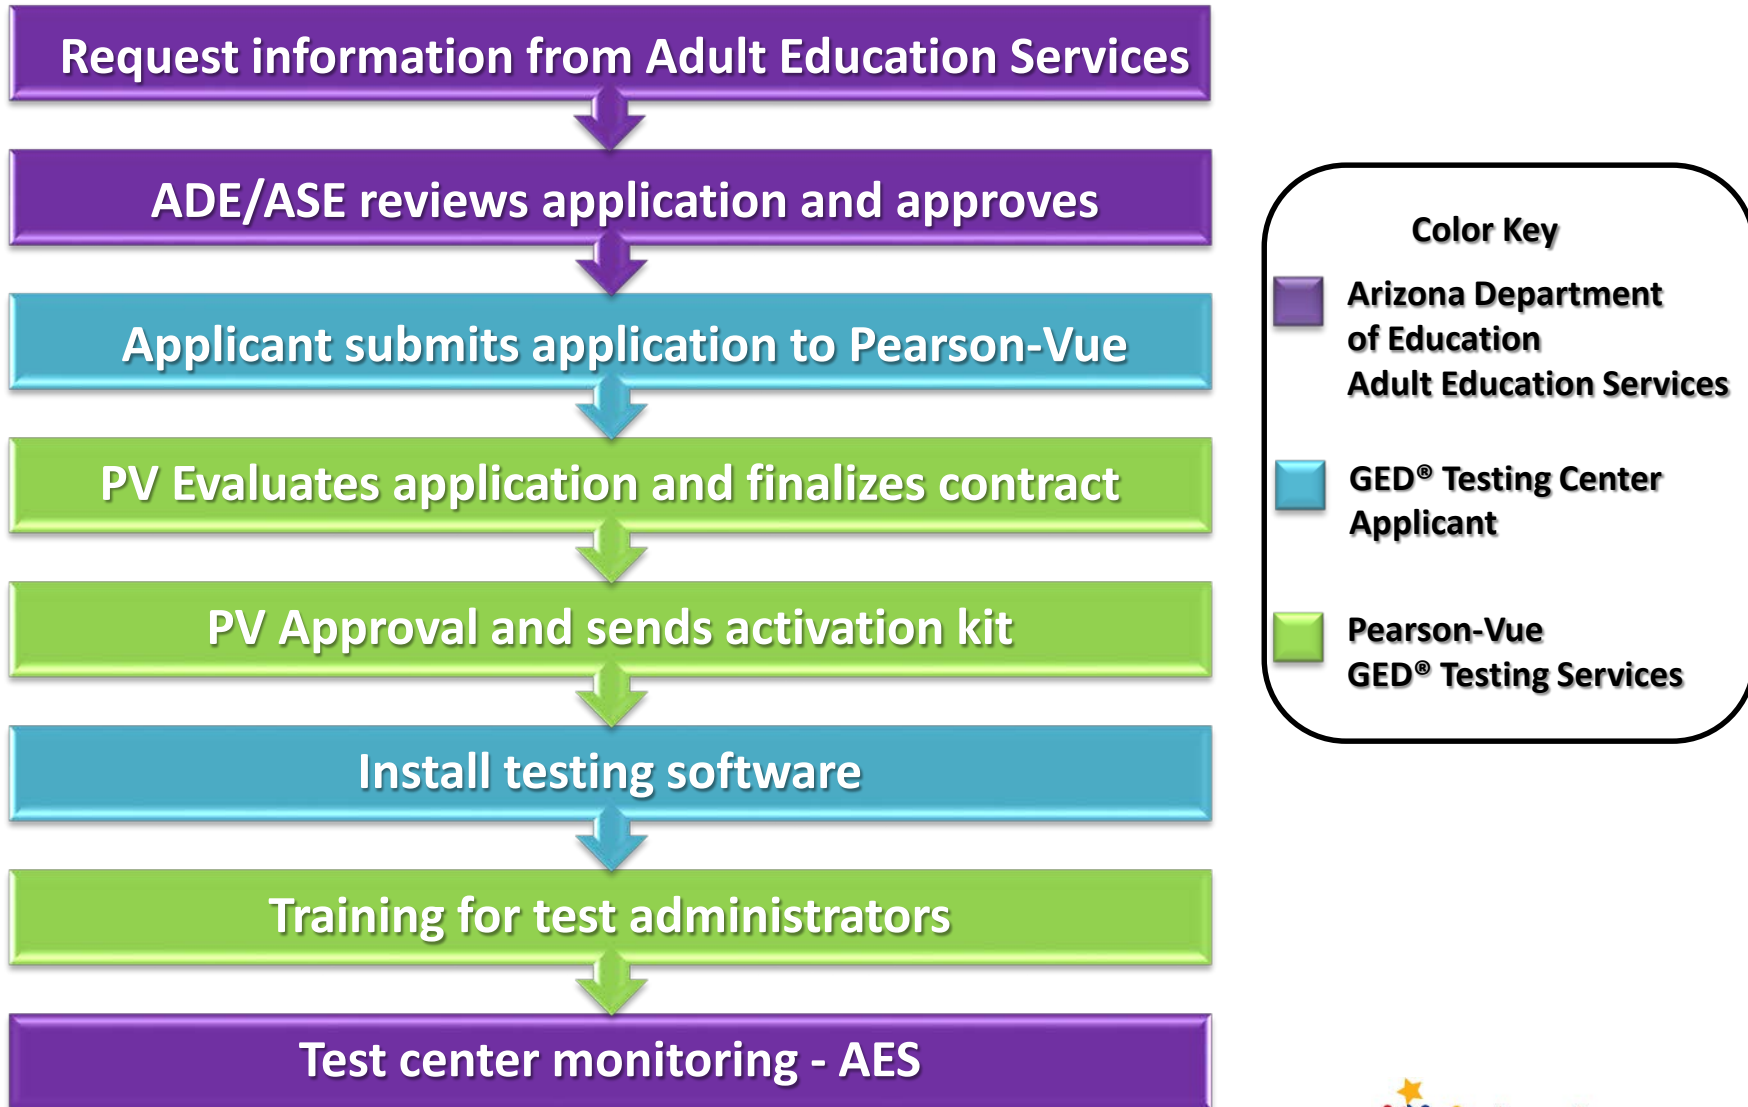 Request information from Adult Education Services
ADE/ASE reviews application and approves
Applicant submits application to Pearson-Vue
PV Evaluates application and finalizes contract
PV Approval and sends activation kit
Install testing software
Training for test administrators
Test center monitoring - AES
Color Key
Arizona Department
of Education
Adult Education Services
GED® Testing Center
Applicant
Pearson-Vue
GED® Testing Services